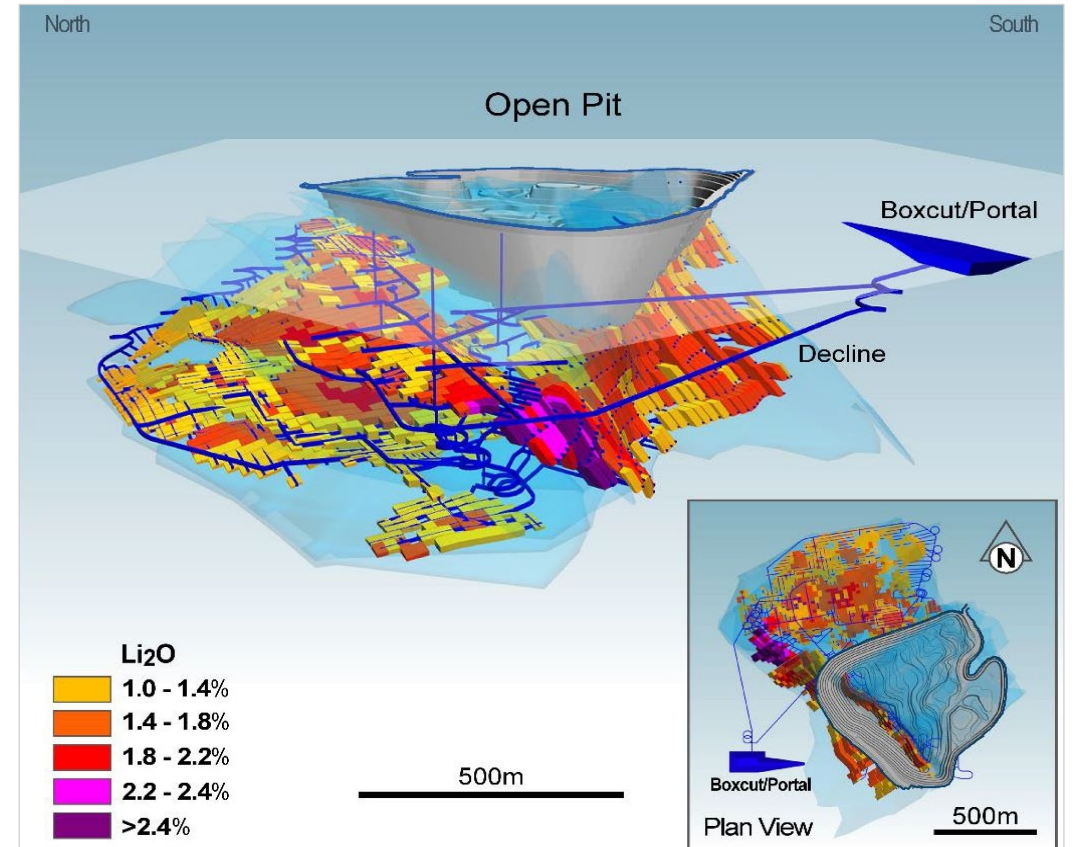 North
South
Open Pit
Boxcut/Portal
Decline
Li2O
1.0 - 1.4%
1.4 - 1.8%
1.8 - 2.2%
2.2 - 2.4%
>2.4%
500m
N
Boxcut/Portal
Plan View
500m